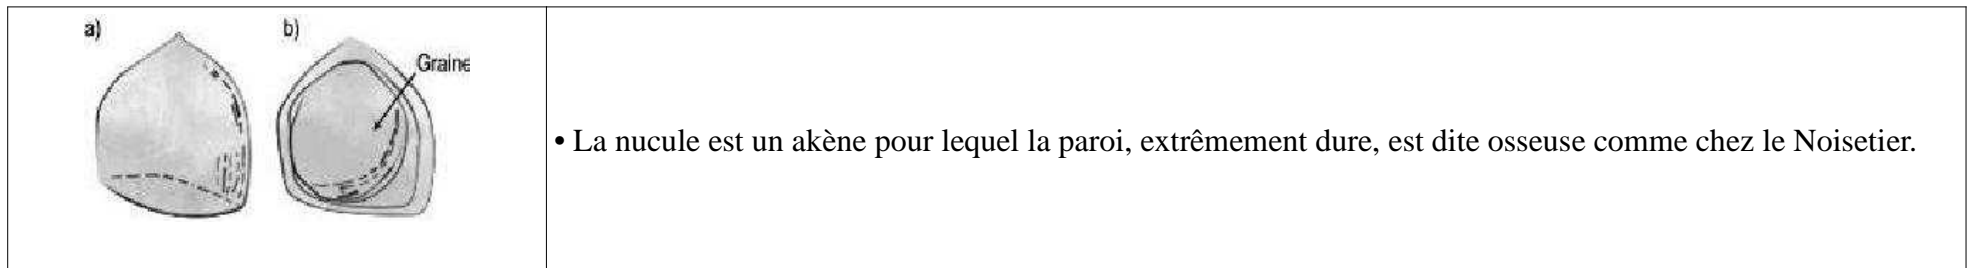 a)
b)
Graine
• La nucule est un akène pour lequel la paroi, extrêmement dure, est dite osseuse comme chez le Noisetier.